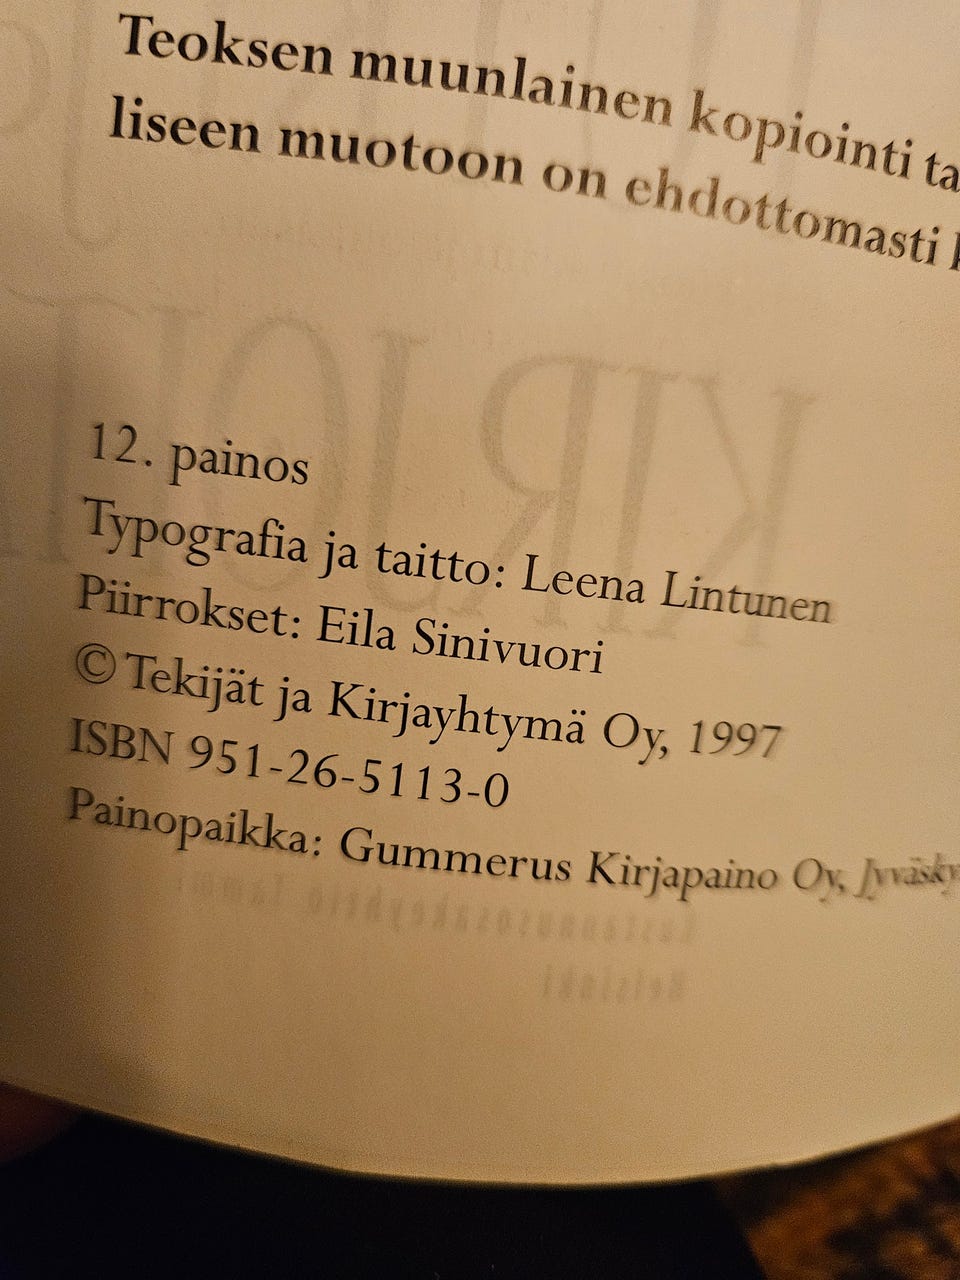 Teoksen muunlainen kopiointi
liseen muotoon on ehdottomasti
12. painos
Typografia ja taitto: Leena Lintunen
Piirrokset: Eila Sinivuori
© Tekijät ja Kirjayhtymä Oy, 1997
ISBN 951-26-5113-0
Painopaikka: Gummerus Kirjapaino Oy,